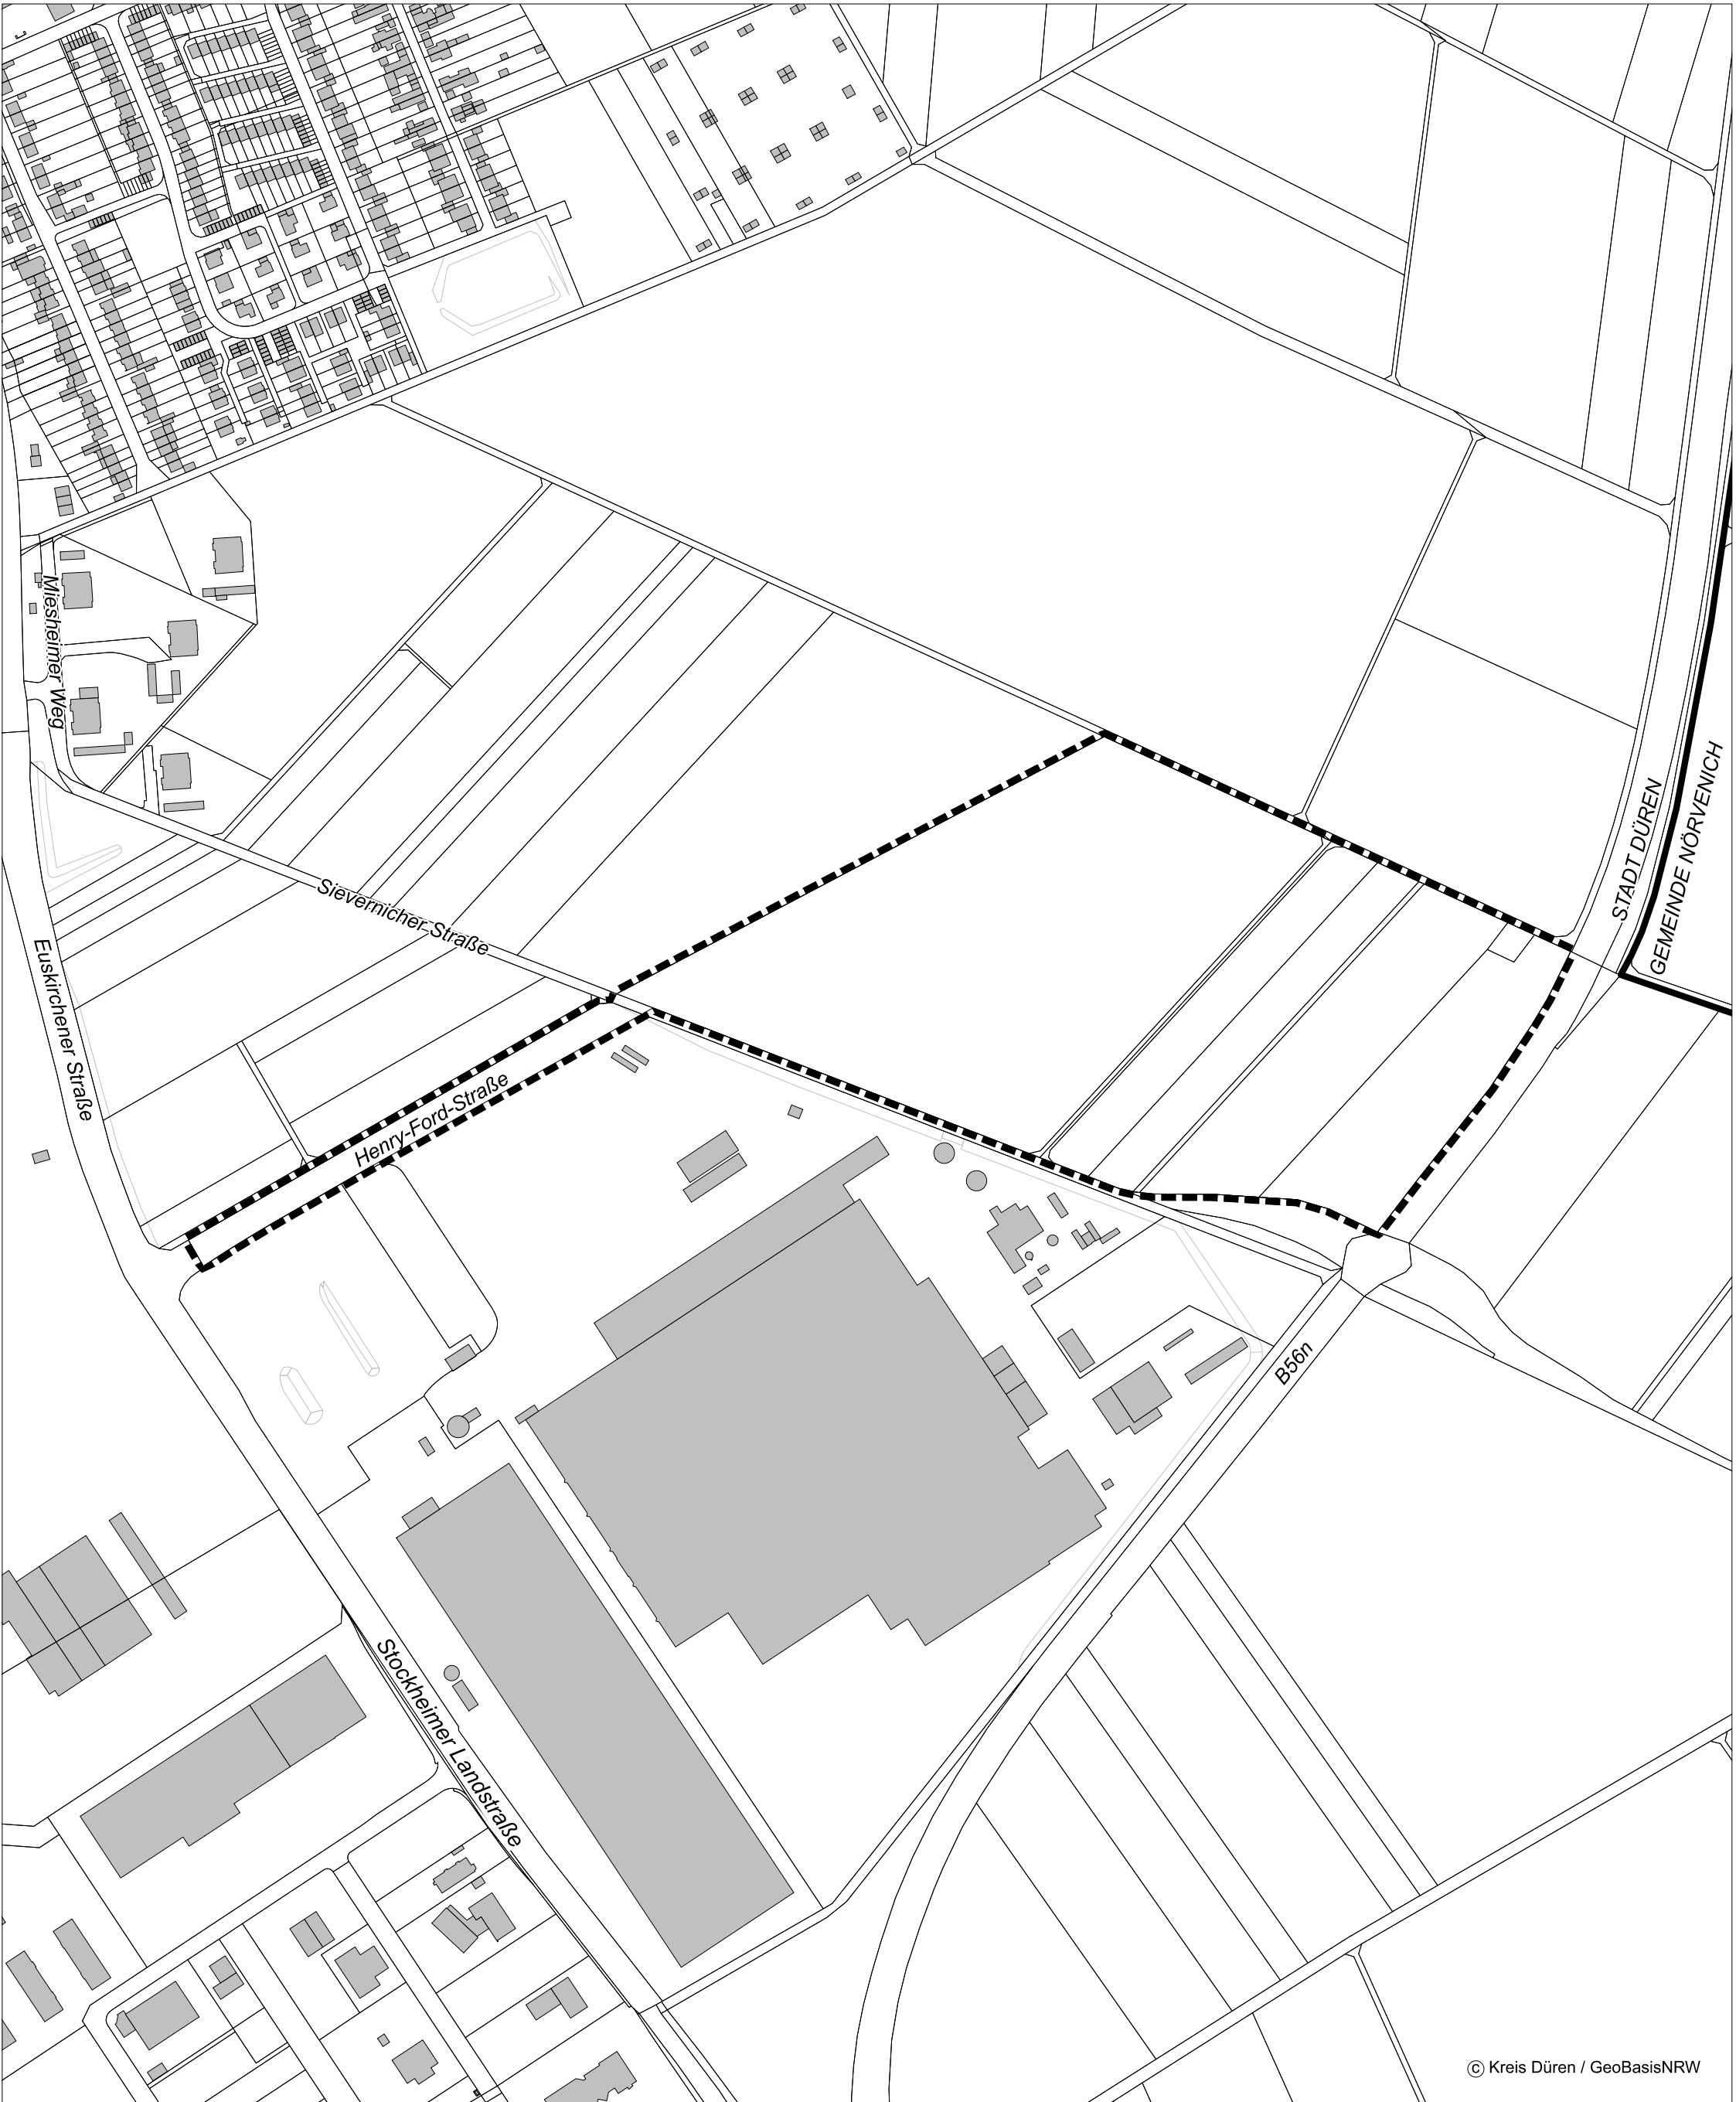 Miesheimer Weg
STADT DÜREN
GEMEINDE NÖRVENICH
Sievernicher Straße
Euskirchener Straße
Henry-Ford-Straße
B56n
Stockheimer Landstraße
© Kreis Düren / GeoBasisNRW